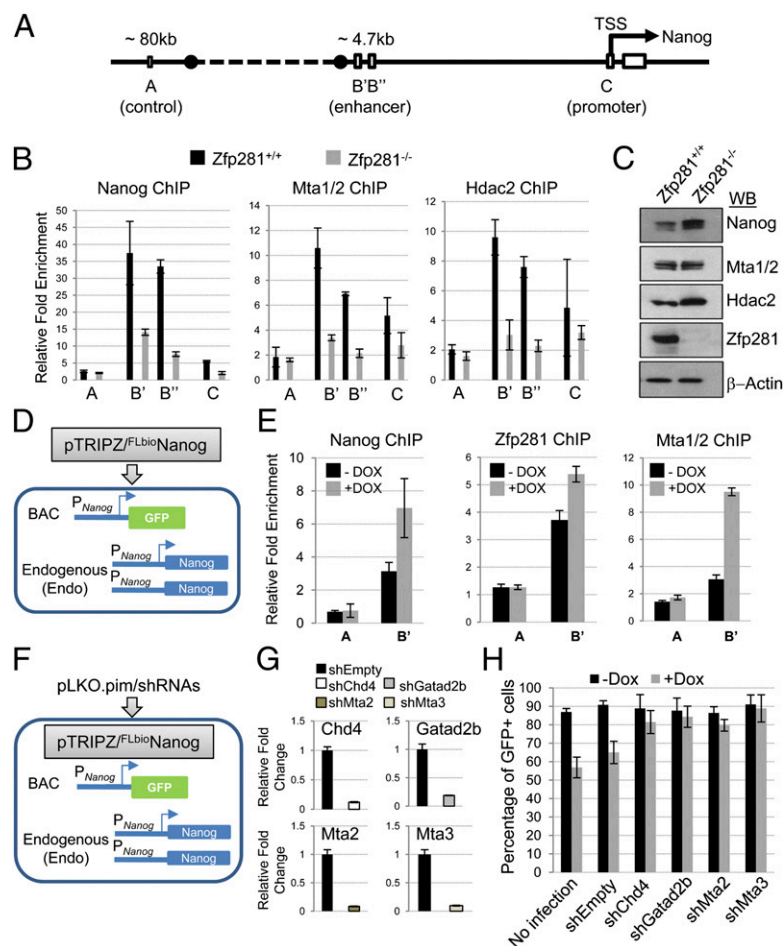 A
~ 80kb
~ 4.7kb
TSS
Nanog
A
(control)
B'B''
(enhancer)
C
(promoter)
B
Zfp281+/+
Zfp281-/-
Nanog ChIP
Mta1/2 ChIP
Hdac2 ChIP
Relative Fold Enrichment
50
45
40
35
30
25
20
15
10
5
0
A
B'
B''
C
14
12
10
8
6
4
2
0
A
B'
B''
C
12
10
8
6
4
2
0
A
B'
B''
C
C
Zfp281+/+
Zfp281-/-
WB
Nanog
Mta1/2
Hdac2
Zfp281
β–Actin
D
pTRIPZ/FLbioNanog
BAC
PNanog
GFP
Endogenous
(Endo)
PNanog
Nanog
PNanog
Nanog
E
Nanog ChIP
Zfp281 ChIP
Mta1/2 ChIP
Relative Fold Enrichment
10
8
6
4
2
0
- DOX
+DOX
A
B'
6
5
4
3
2
1
0
- DOX
+DOX
A
B'
12
10
8
6
4
2
0
- DOX
+DOX
A
B'
F
pLKO.pim/shRNAs
pTRIPZ/FLbioNanog
BAC
PNanog
GFP
Endogenous
(Endo)
PNanog
Nanog
PNanog
Nanog
G
shEmpty
shChd4
shGatad2b
shMta2
shMta3
Relative Fold
Change
Chd4
1
0.5
0
Gatad2b
1
0.5
0
Relative Fold
Change
Mta2
1
0.5
0
Mta3
1
0.5
0
H
-Dox
+Dox
Percentage of GFP+ cells
100
90
80
70
60
50
40
30
20
10
0
No infection
shEmpty
shChd4
shGatad2b
shMta2
shMta3